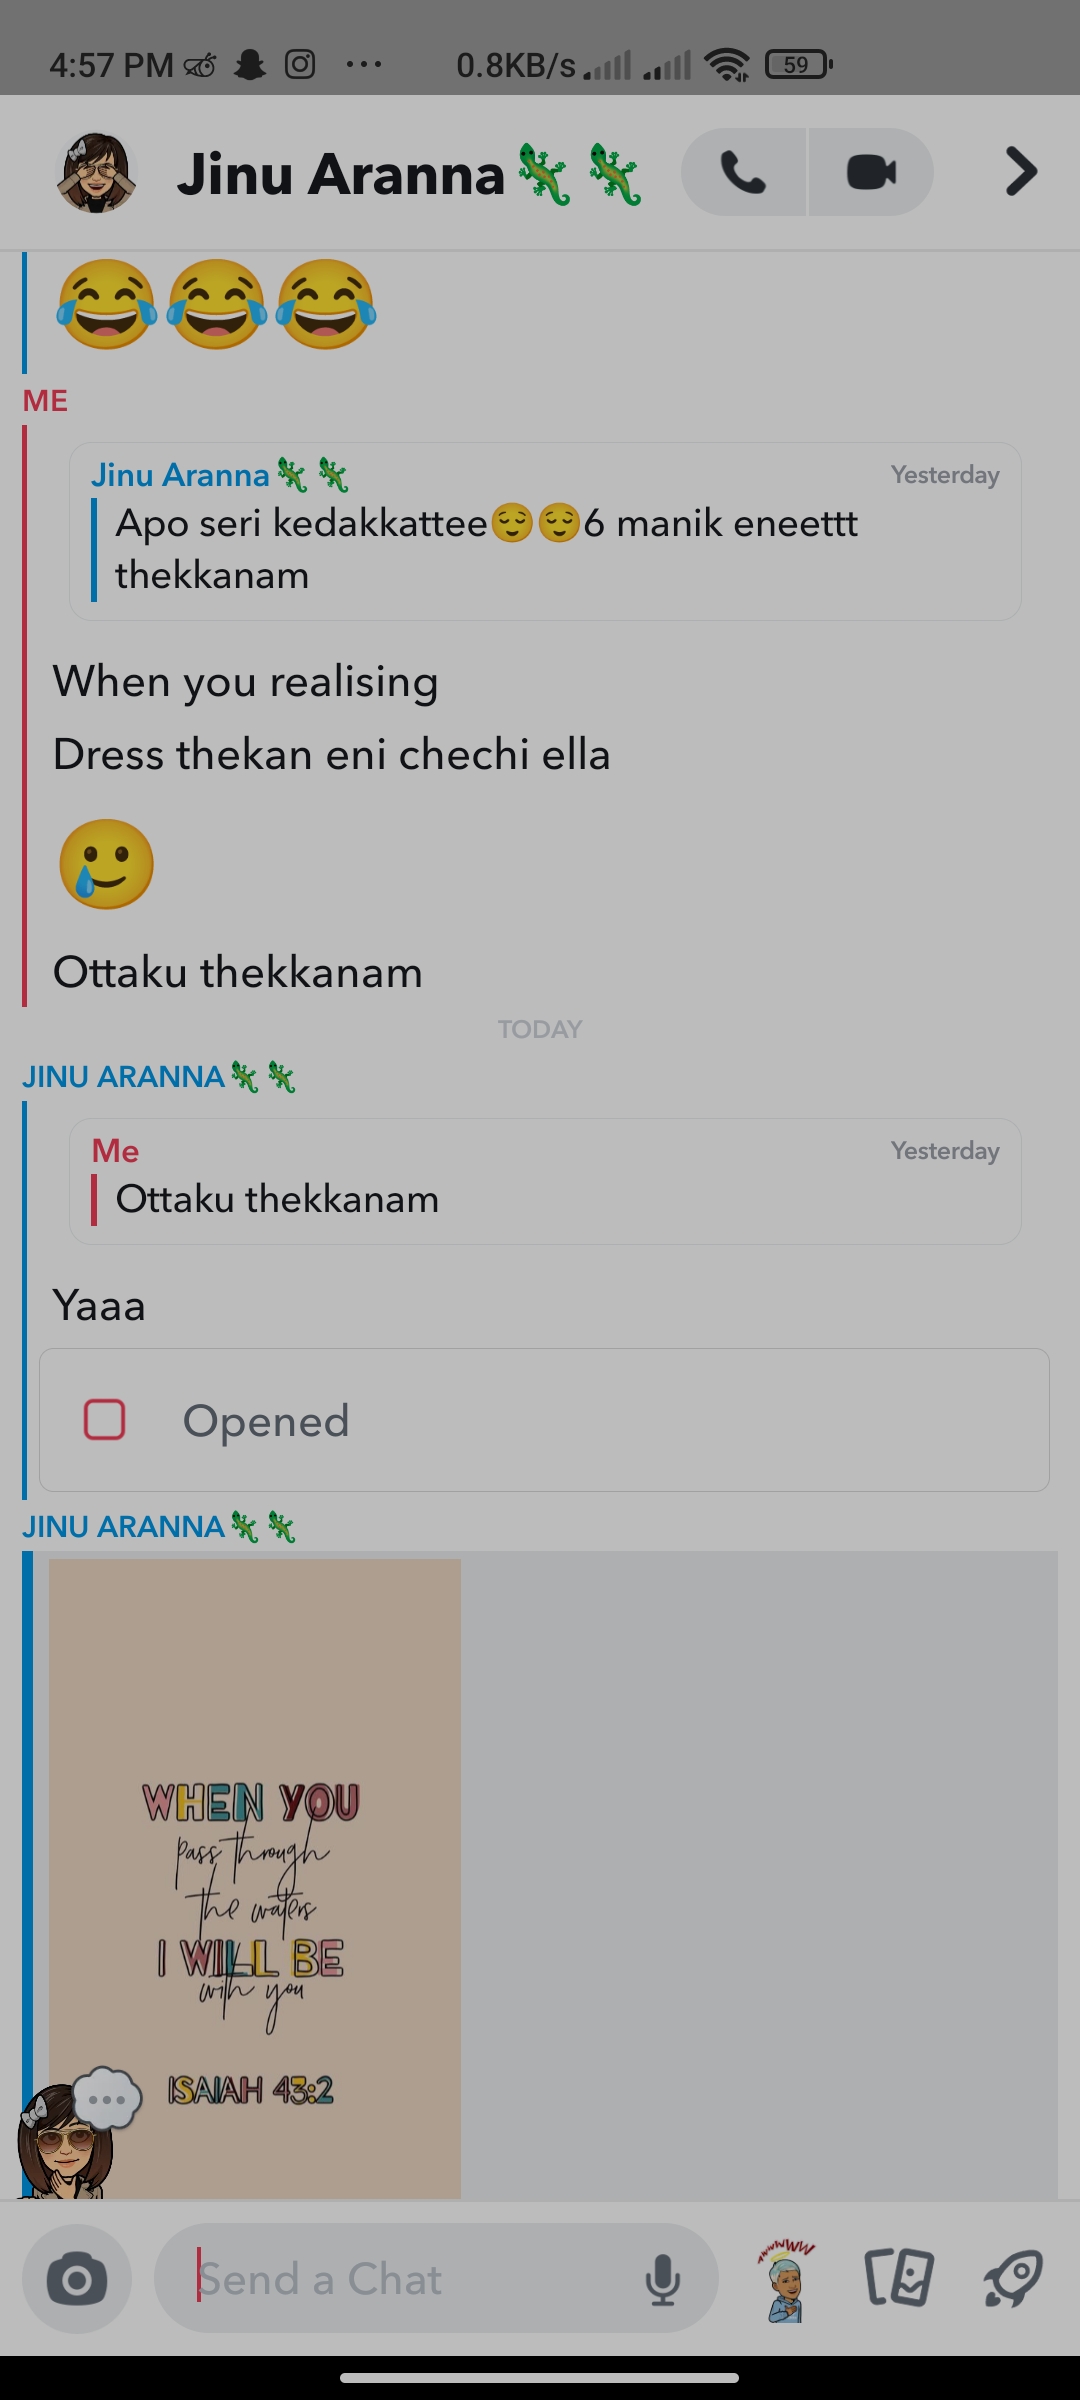 4:57 PM ... 0.8KB/s 59
Jinu Aranna🦎🦎
😂😂😂
ME
Jinu Aranna🦎🦎 Yesterday
Apo seri kedakkattee😌😌6 manik eneettt
thekkanam
When you realising
Dress thekan eni chechi ella
🥲
Ottaku thekkanam
TODAY
JINU ARANNA🦎🦎
Me Yesterday
Ottaku thekkanam
Yaaa
Opened
JINU ARANNA🦎🦎
WHEN YOU
pass through
the waters
I WILL BE
with you
ISAIAH 43:2
Send a Chat
AWWWWW